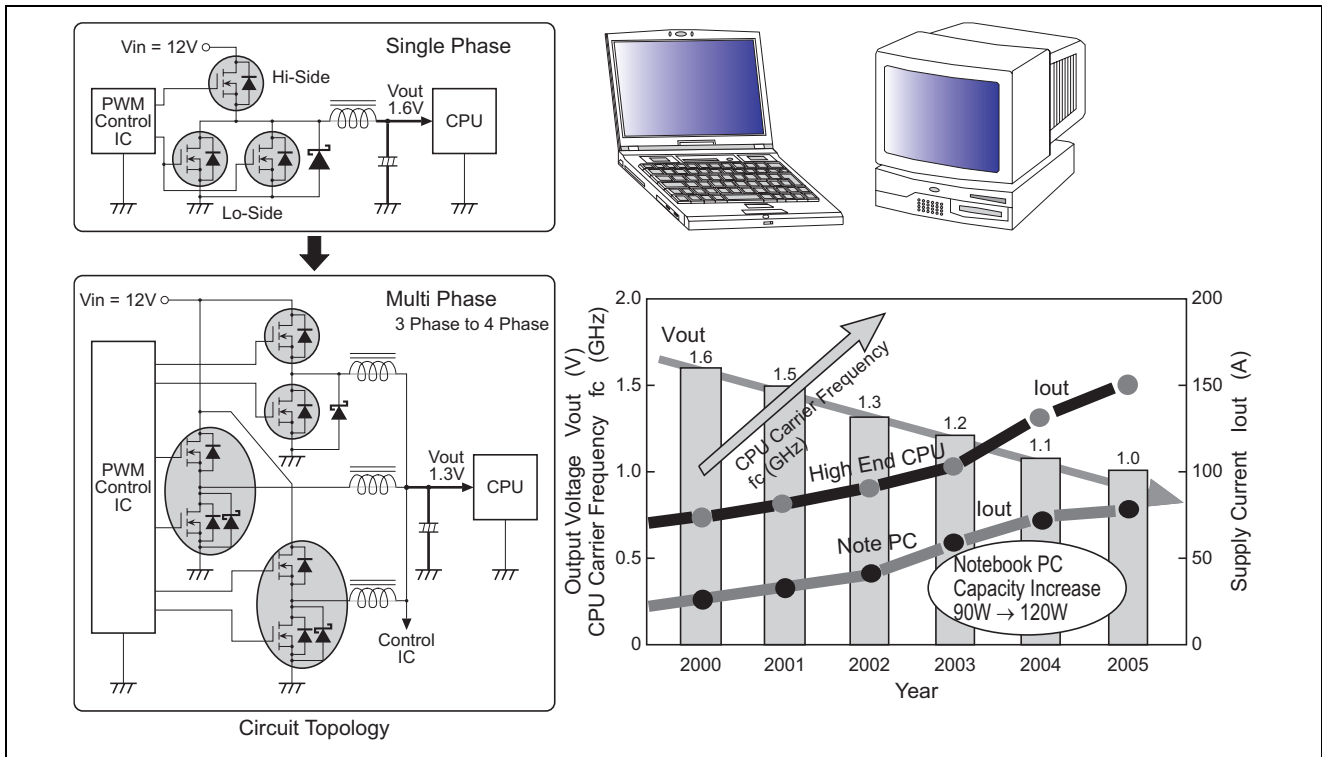 Single Phase
Vin = 12V
Hi-Side
PWM
Control
IC
Vout
1.6V
CPU
Lo-Side
Multi Phase
3 Phase to 4 Phase
Vin = 12V
PWM
Control
IC
Vout
1.3V
CPU
Control
IC
Circuit Topology
Output Voltage Vout (V)
CPU Carrier Frequency fc (GHz)
2.0
1.5
1.0
0.5
0
Vout
1.6
1.5
1.3
1.2
1.1
1.0
CPU Carrier Frequency
fc (GHz)
High End CPU
Iout
Note PC
Iout
Notebook PC
Capacity Increase
90W → 120W
200
150
100
50
0
Supply Current Iout (A)
2000 2001 2002 2003 2004 2005
Year